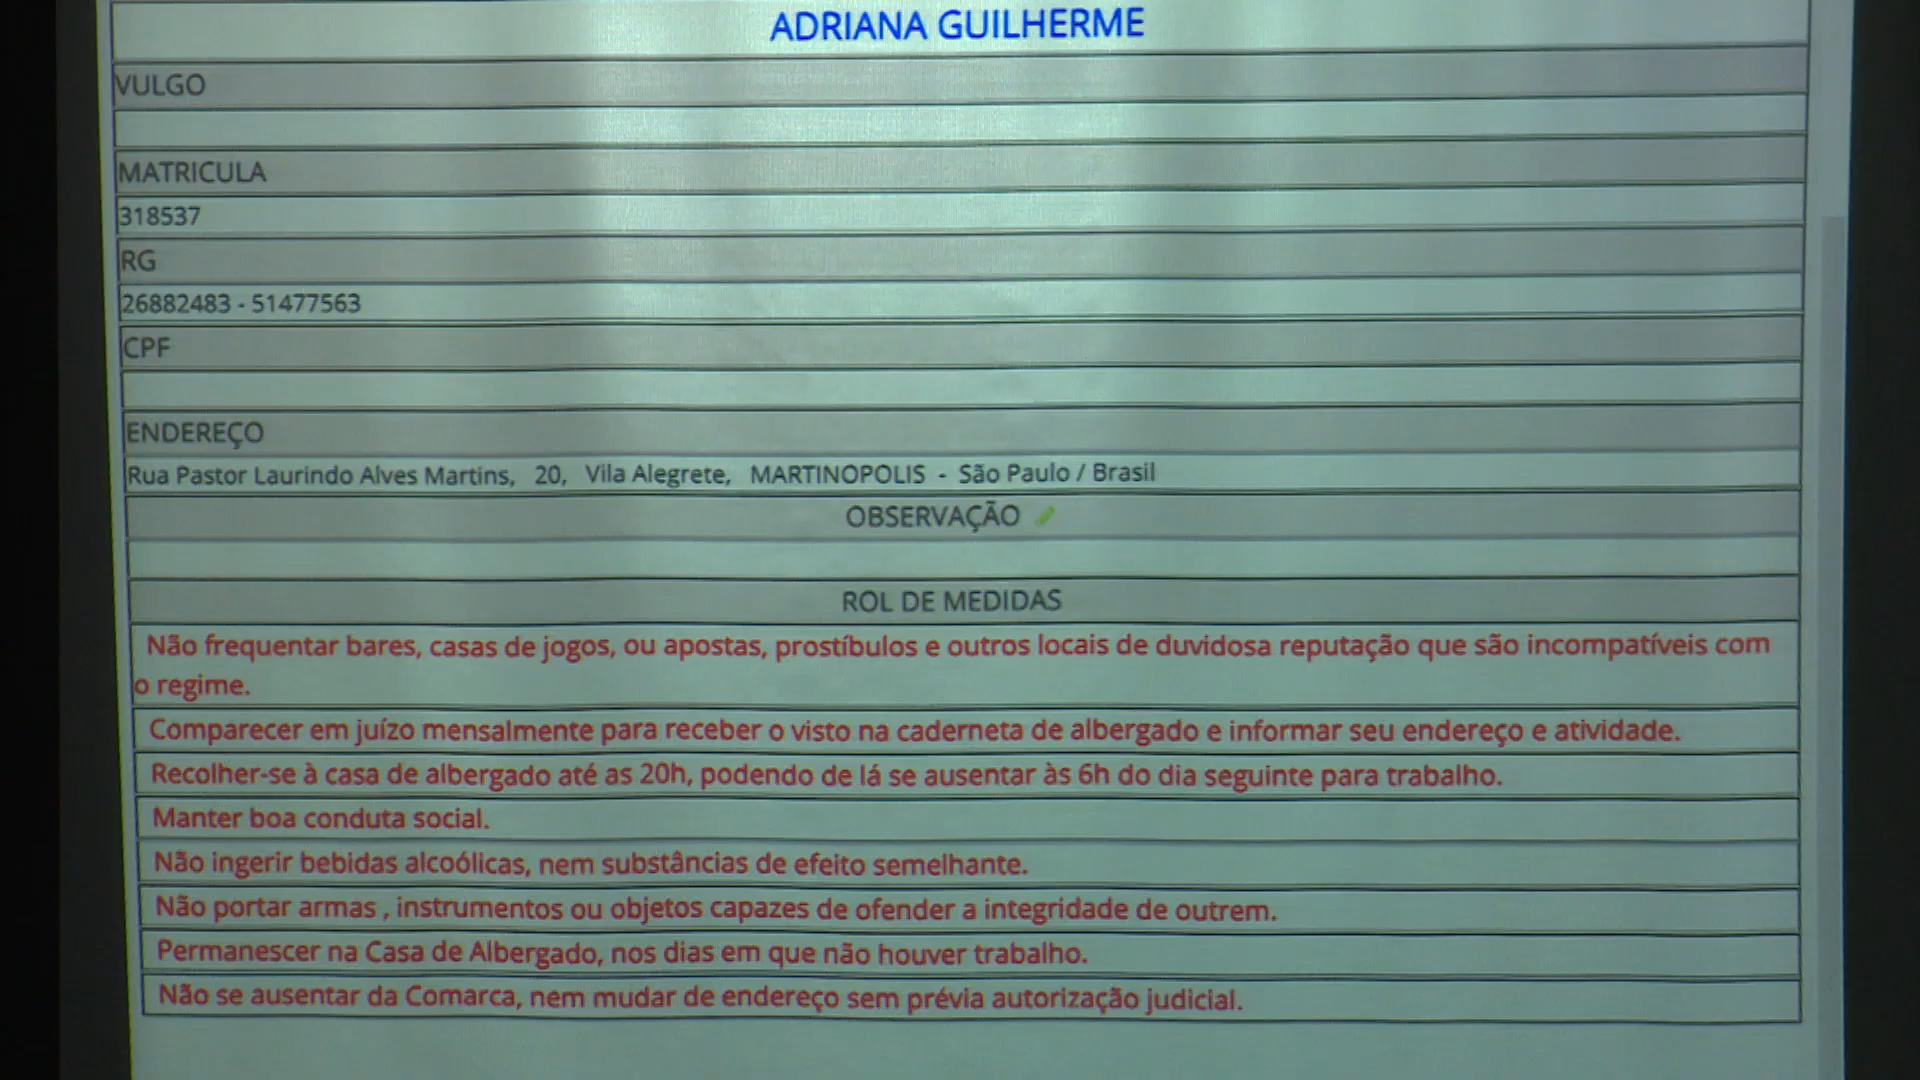 ADRIANA GUILHERME
VULGO
MATRICULA
318537
RG
26882483 - 51477563
CPF
ENDEREÇO
Rua Pastor Laurindo Alves Martins, 20, Vila Alegrete, MARTINOPOLIS - São Paulo / Brasil
OBSERVAÇÃO
ROL DE MEDIDAS
Não frequentar bares, casas de jogos, ou apostas, prostíbulos e outros locais de duvidosa reputação que são incompatíveis com
o regime.
Comparecer em juízo mensalmente para receber o visto na caderneta de albergado e informar seu endereço e atividade.
Recolher-se à casa de albergado até as 20h, podendo de lá se ausentar às 6h do dia seguinte para trabalho.
Manter boa conduta social.
Não ingerir bebidas alcoólicas, nem substâncias de efeito semelhante.
Não portar armas , instrumentos ou objetos capazes de ofender a integridade de outrem.
Permanescer na Casa de Albergado, nos dias em que não houver trabalho.
Não se ausentar da Comarca, nem mudar de endereço sem prévia autorização judicial.